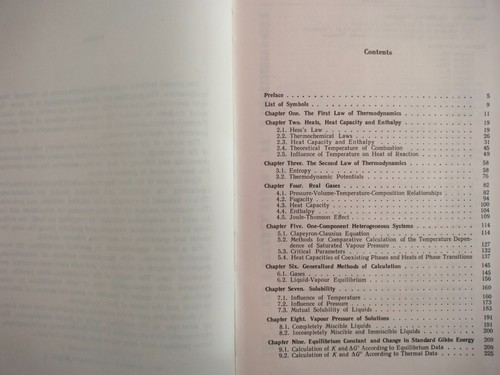 Contents
Preface . . . 5
List of Symbols . . . 9
Chapter One. The First Law of Thermodynamics . . . 11
Chapter Two. Heats, Heat Capacity and Enthalpy . . . 19
2.1. Hess's Law . . . 19
2.2. Thermochemical Laws . . . 26
2.3. Heat Capacity and Enthalpy . . . 31
2.4. Theoretical Temperature of Combustion . . . 45
2.5. Influence of Temperature on Heat of Reaction . . . 49
Chapter Three. The Second Law of Thermodynamics . . . 58
3.1. Entropy . . . 58
3.2. Thermodynamic Potentials . . . 76
Chapter Four. Real Gases . . . 82
4.1. Pressure-Volume-Temperature-Composition Relationships . . . 82
4.2. Fugacity . . . 94
4.3. Heat Capacity . . . 100
4.4. Enthalpy . . . 104
4.5. Joule-Thomson Effect . . . 109
Chapter Five. One-Component Heterogeneous Systems . . . 114
5.1. Clapeyron-Clausius Equation . . . 114
5.2. Methods for Comparative Calculation of the Temperature Depen-
dence of Saturated Vapour Pressure . . . 127
5.3. Critical Parameters . . . 132
5.4. Heat Capacities of Coexisting Phases and Heats of Phase Transitions 137
Chapter Six. Generalized Methods of Calculation . . . 145
6.1. Gases . . . 145
6.2. Liquid-Vapour Equilibrium . . . 156
Chapter Seven. Solubility . . . 160
7.1. Influence of Temperature . . . 160
7.2. Influence of Pressure . . . 173
7.3. Mutual Solubility of Liquids . . . 183
Chapter Eight. Vapour Pressure of Solutions . . . 191
8.1. Completely Miscible Liquids . . . 191
8.2. Incompletely Miscible and Immiscible Liquids . . . 200
Chapter Nine. Equilibrium Constant and Change in Standard Gibbs Energy 209
9.1. Calculation of K and ΔG° According to Equilibrium Data . . . 209
9.2. Calculation of K and ΔG° According to Thermal Data . . . 225